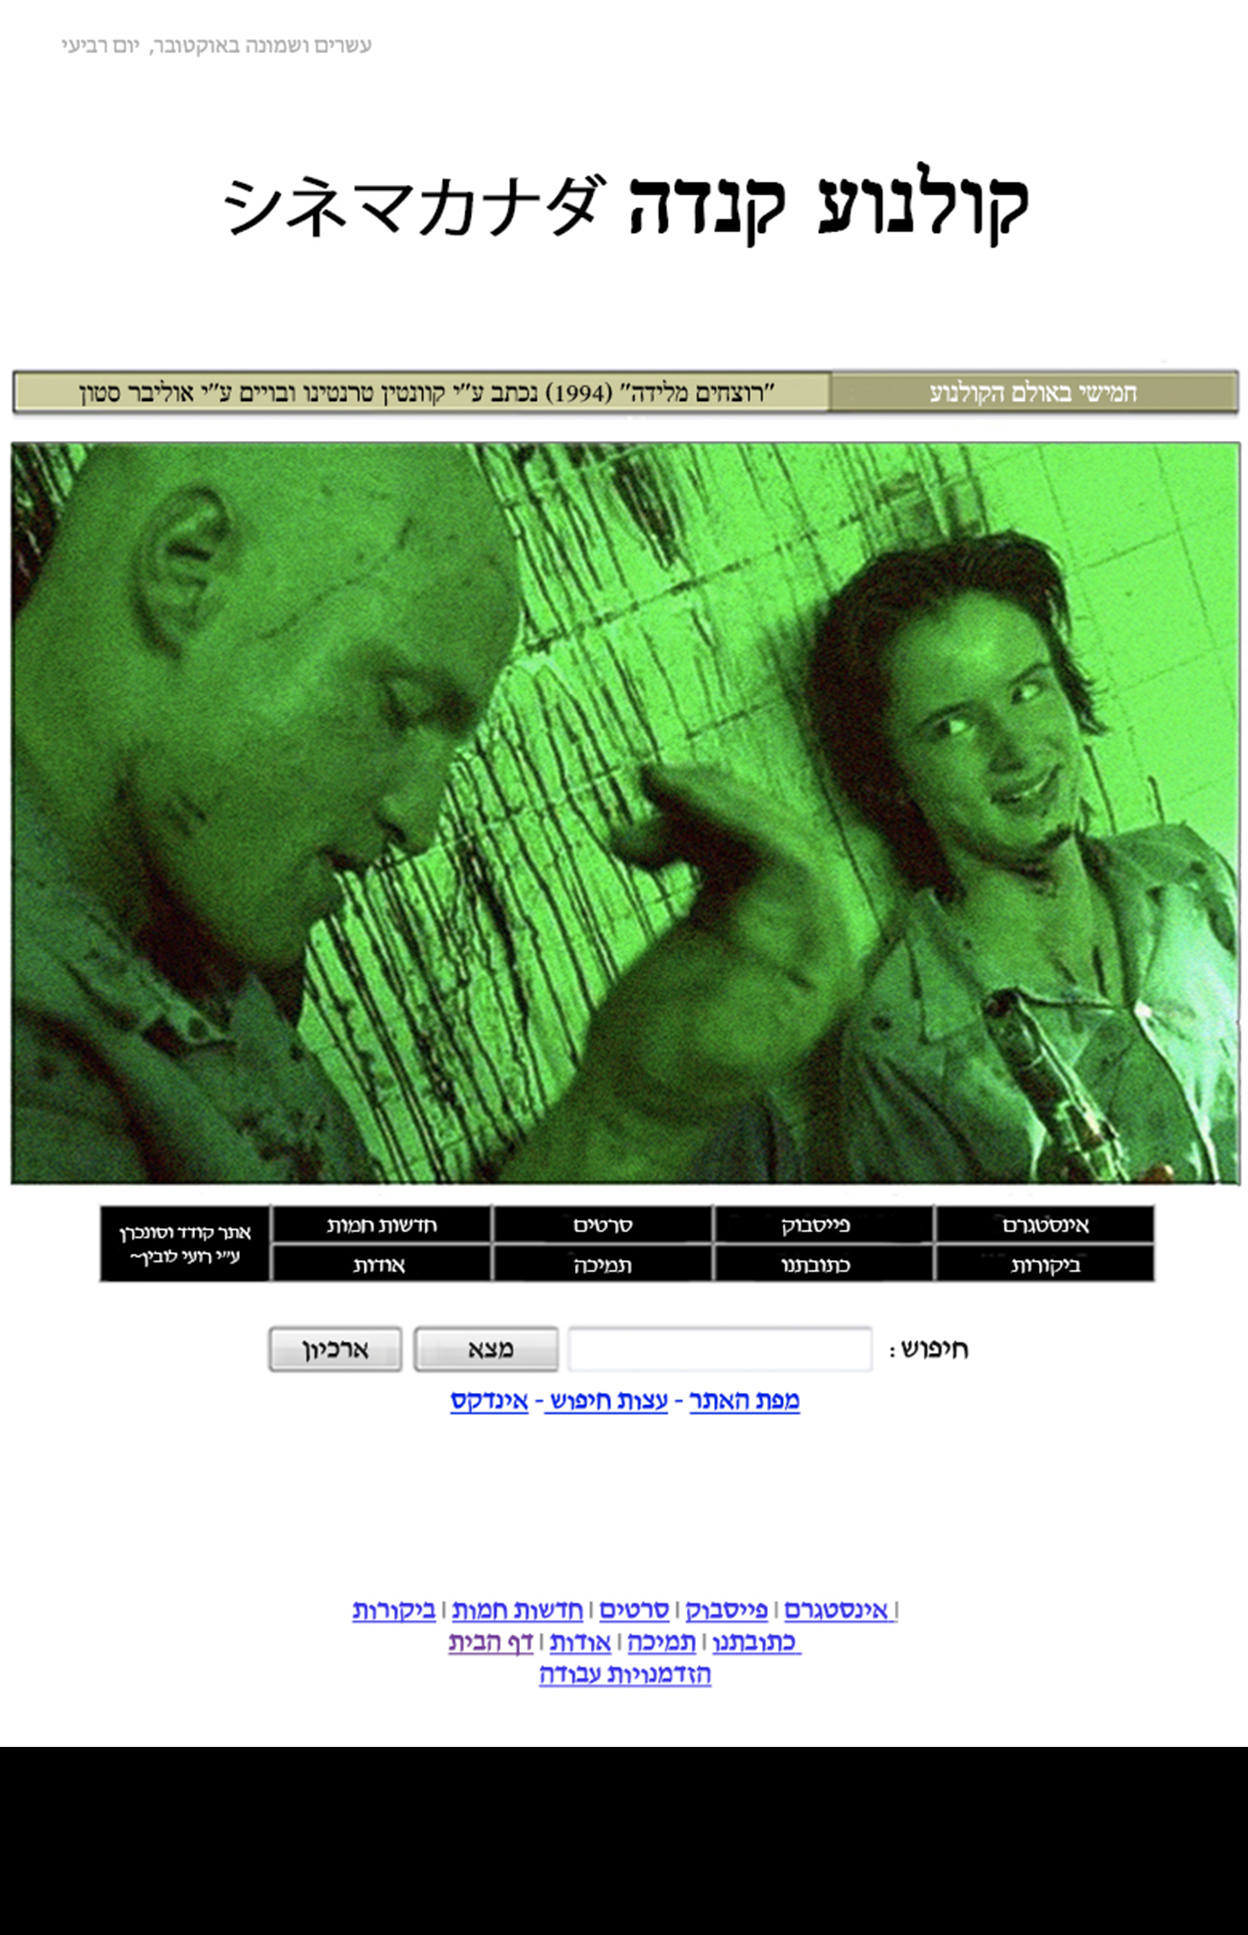 עשרים ושמונה באוקטובר, יום רביעי
קולנוע קנדה シネマカナダ
חמישי באולם הקולנוע
"רוצחים מלידה" (1994) נכתב ע"י קוונטין טרנטינו ובויים ע"י אוליבר סטון
אינסטגרם פייסבוק סרטים חדשות חמות
ביקורות כתובתנו תמיכה אודות
אתר קודד וסונכרן
ע"י רועי לובין~
חיפוש: מצא ארכיון
מפת האתר - עצות חיפוש - אינדקס
| אינסטגרם | פייסבוק | סרטים | חדשות חמות | ביקורות
כתובתנו | תמיכה | אודות | דף הבית
הזדמנויות עבודה